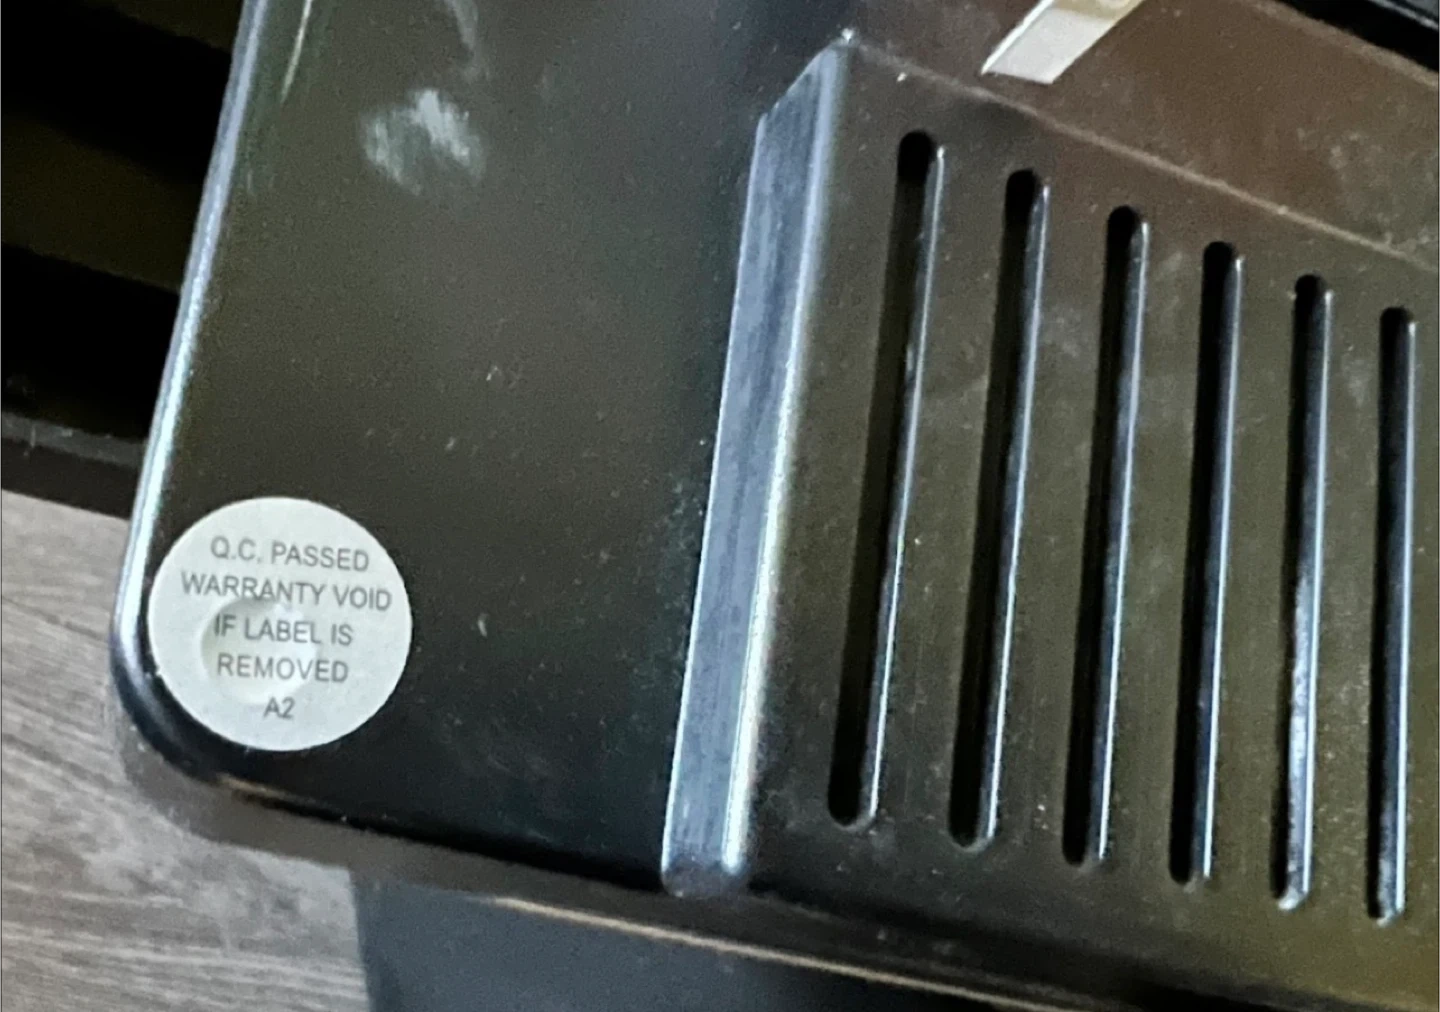 Q.C. PASSED
WARRANTY VOID
IF LABEL IS
REMOVED
A2